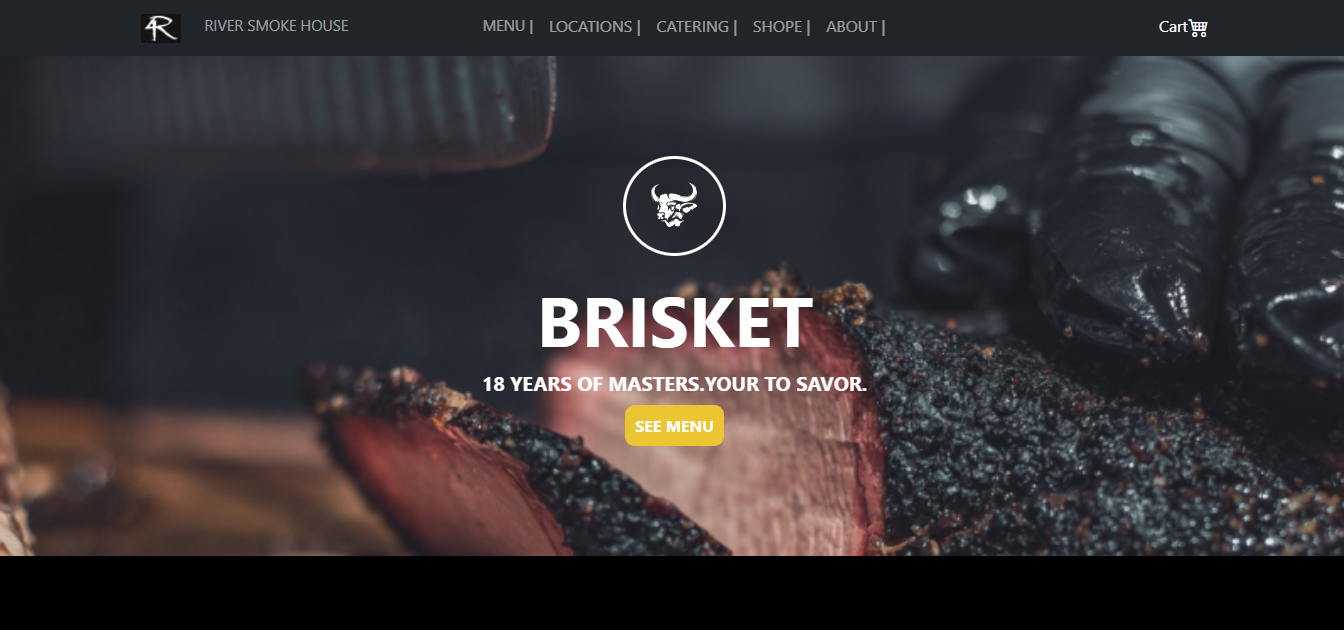 4R RIVER SMOKE HOUSE MENU | LOCATIONS | CATERING | SHOPE | ABOUT | Cart
BRISKET
18 YEARS OF MASTERS.YOUR TO SAVOR.
SEE MENU